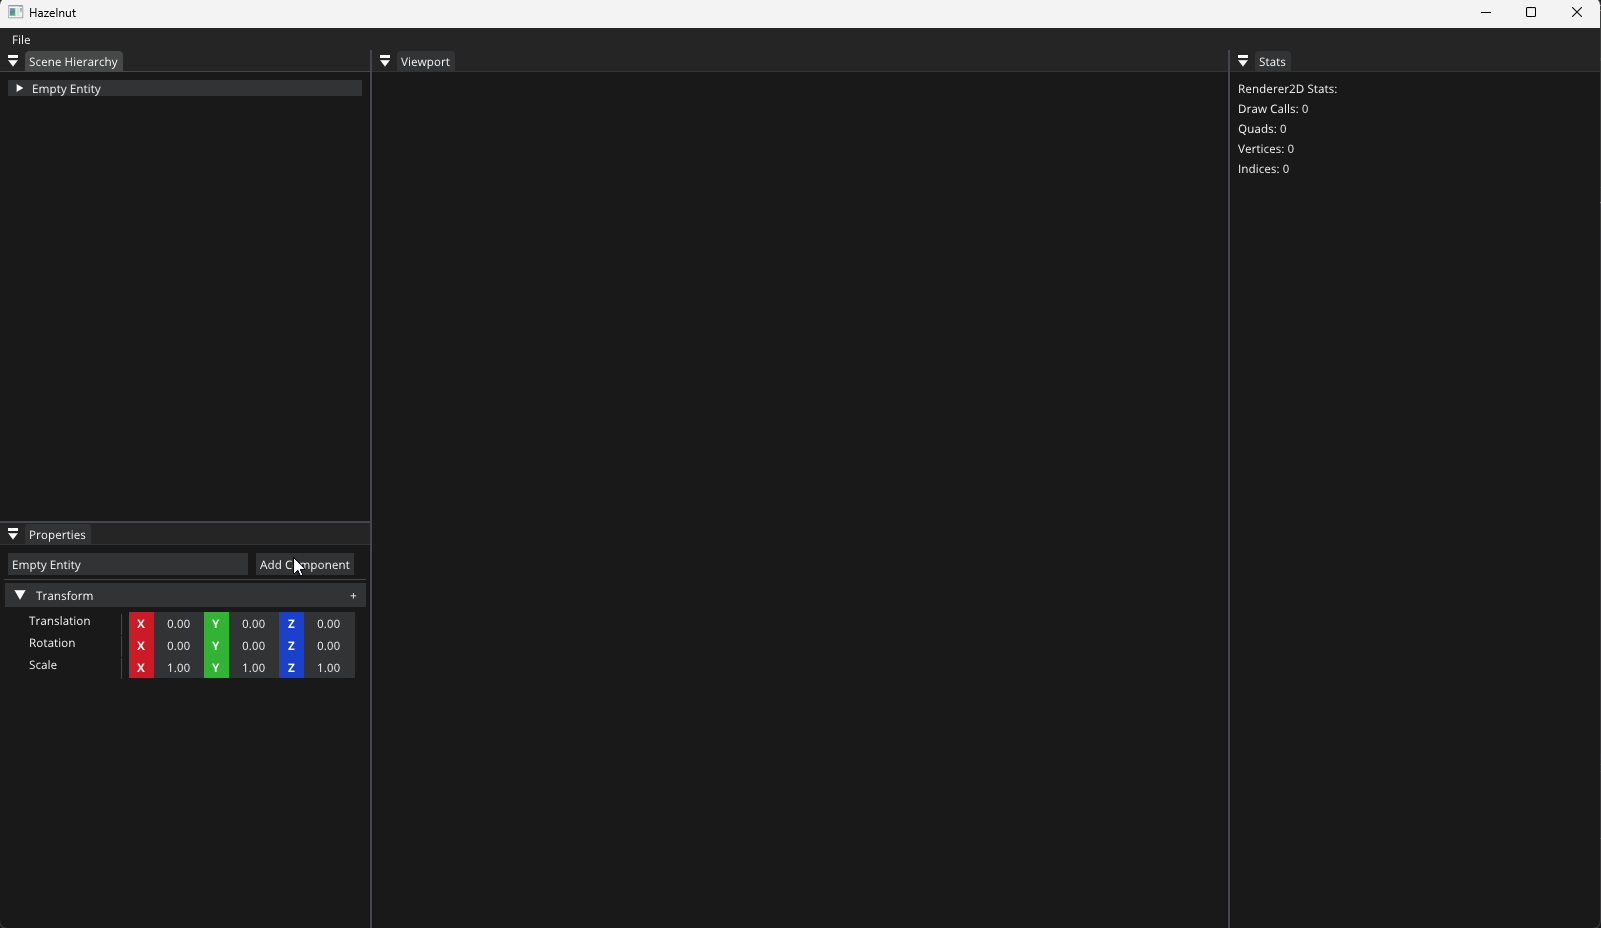 Hazelnut
File
Scene Hierarchy
Empty Entity
Viewport
Stats
Renderer2D Stats:
Draw Calls: 0
Quads: 0
Vertices: 0
Indices: 0
Properties
Empty Entity
Add Component
Transform +
Translation X 0.00 Y 0.00 Z 0.00
Rotation X 0.00 Y 0.00 Z 0.00
Scale X 1.00 Y 1.00 Z 1.00